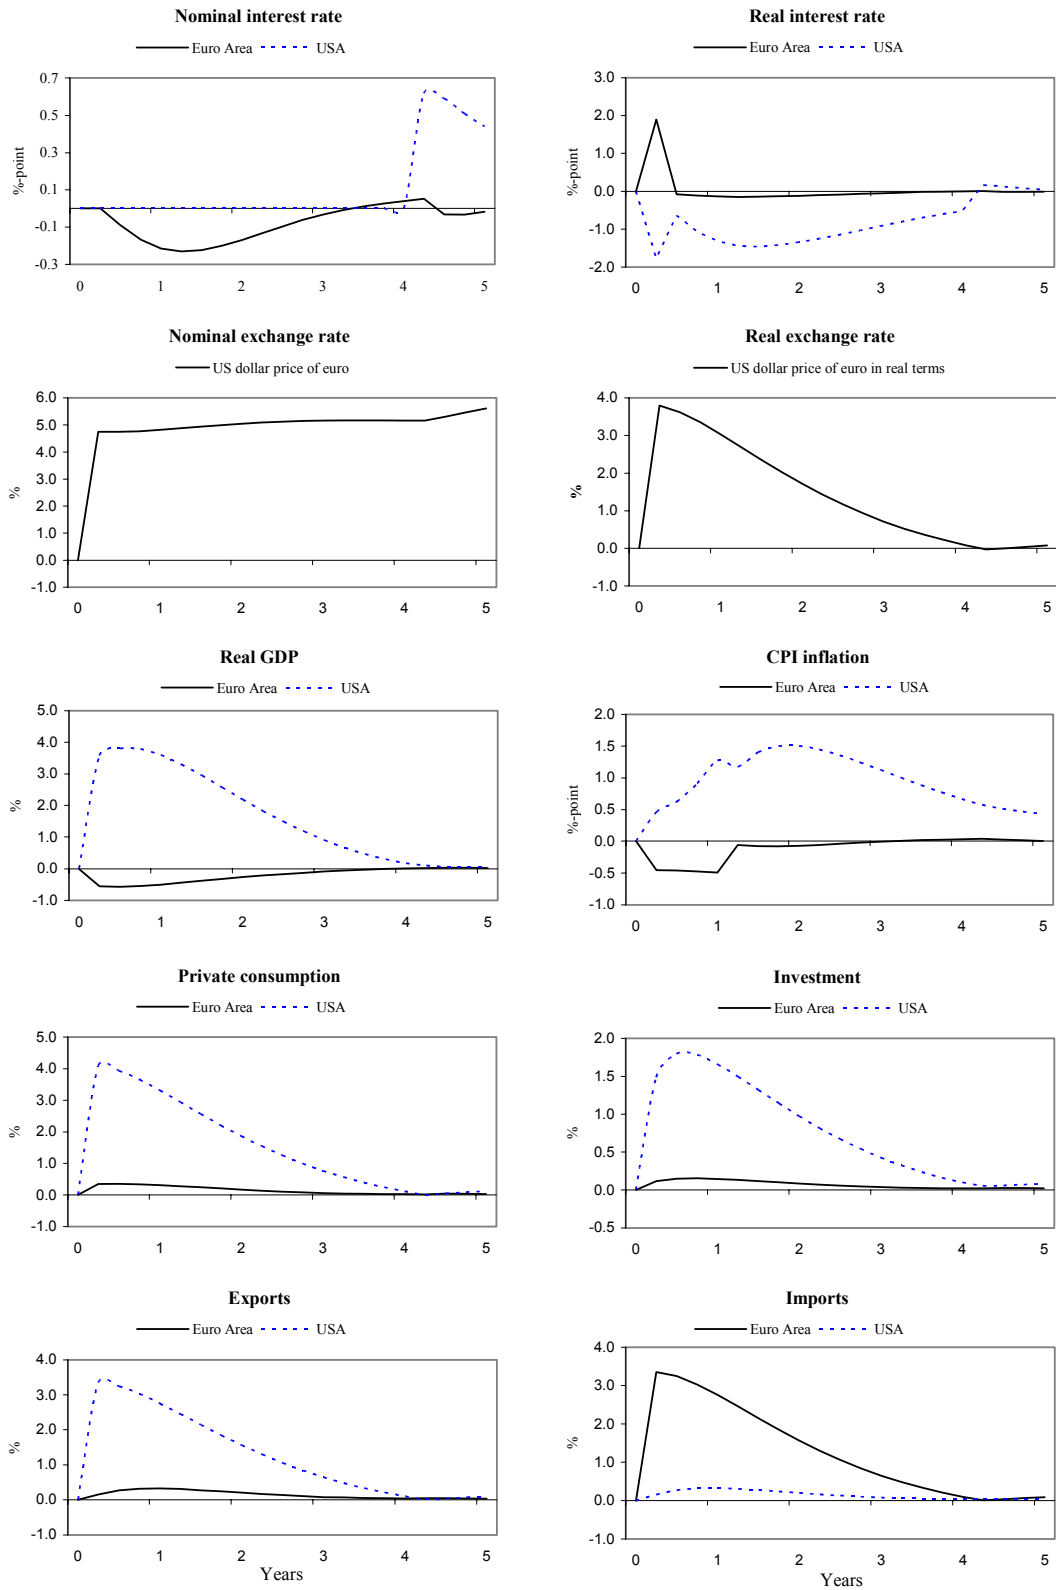 Nominal interest rate
Euro Area USA
0.7
0.5
0.3
0.1
-0.1
-0.3
%-point
0 1 2 3 4 5
Real interest rate
Euro Area USA
3.0
2.0
1.0
0.0
-1.0
-2.0
%-point
0 1 2 3 4 5
Nominal exchange rate
US dollar price of euro
6.0
5.0
4.0
3.0
2.0
1.0
0.0
-1.0
%
0 1 2 3 4 5
Real exchange rate
US dollar price of euro in real terms
4.0
3.0
2.0
1.0
0.0
-1.0
%
0 1 2 3 4 5
Real GDP
Euro Area USA
5.0
4.0
3.0
2.0
1.0
0.0
-1.0
%
0 1 2 3 4 5
CPI inflation
Euro Area USA
2.0
1.5
1.0
0.5
0.0
-0.5
-1.0
%-point
0 1 2 3 4 5
Private consumption
Euro Area USA
5.0
4.0
3.0
2.0
1.0
0.0
-1.0
%
0 1 2 3 4 5
Investment
Euro Area USA
2.0
1.5
1.0
0.5
0.0
-0.5
%
0 1 2 3 4 5
Exports
Euro Area USA
4.0
3.0
2.0
1.0
0.0
-1.0
%
0 1 2 3 4 5
Years
Imports
Euro Area USA
4.0
3.0
2.0
1.0
0.0
-1.0
%
0 1 2 3 4 5
Years